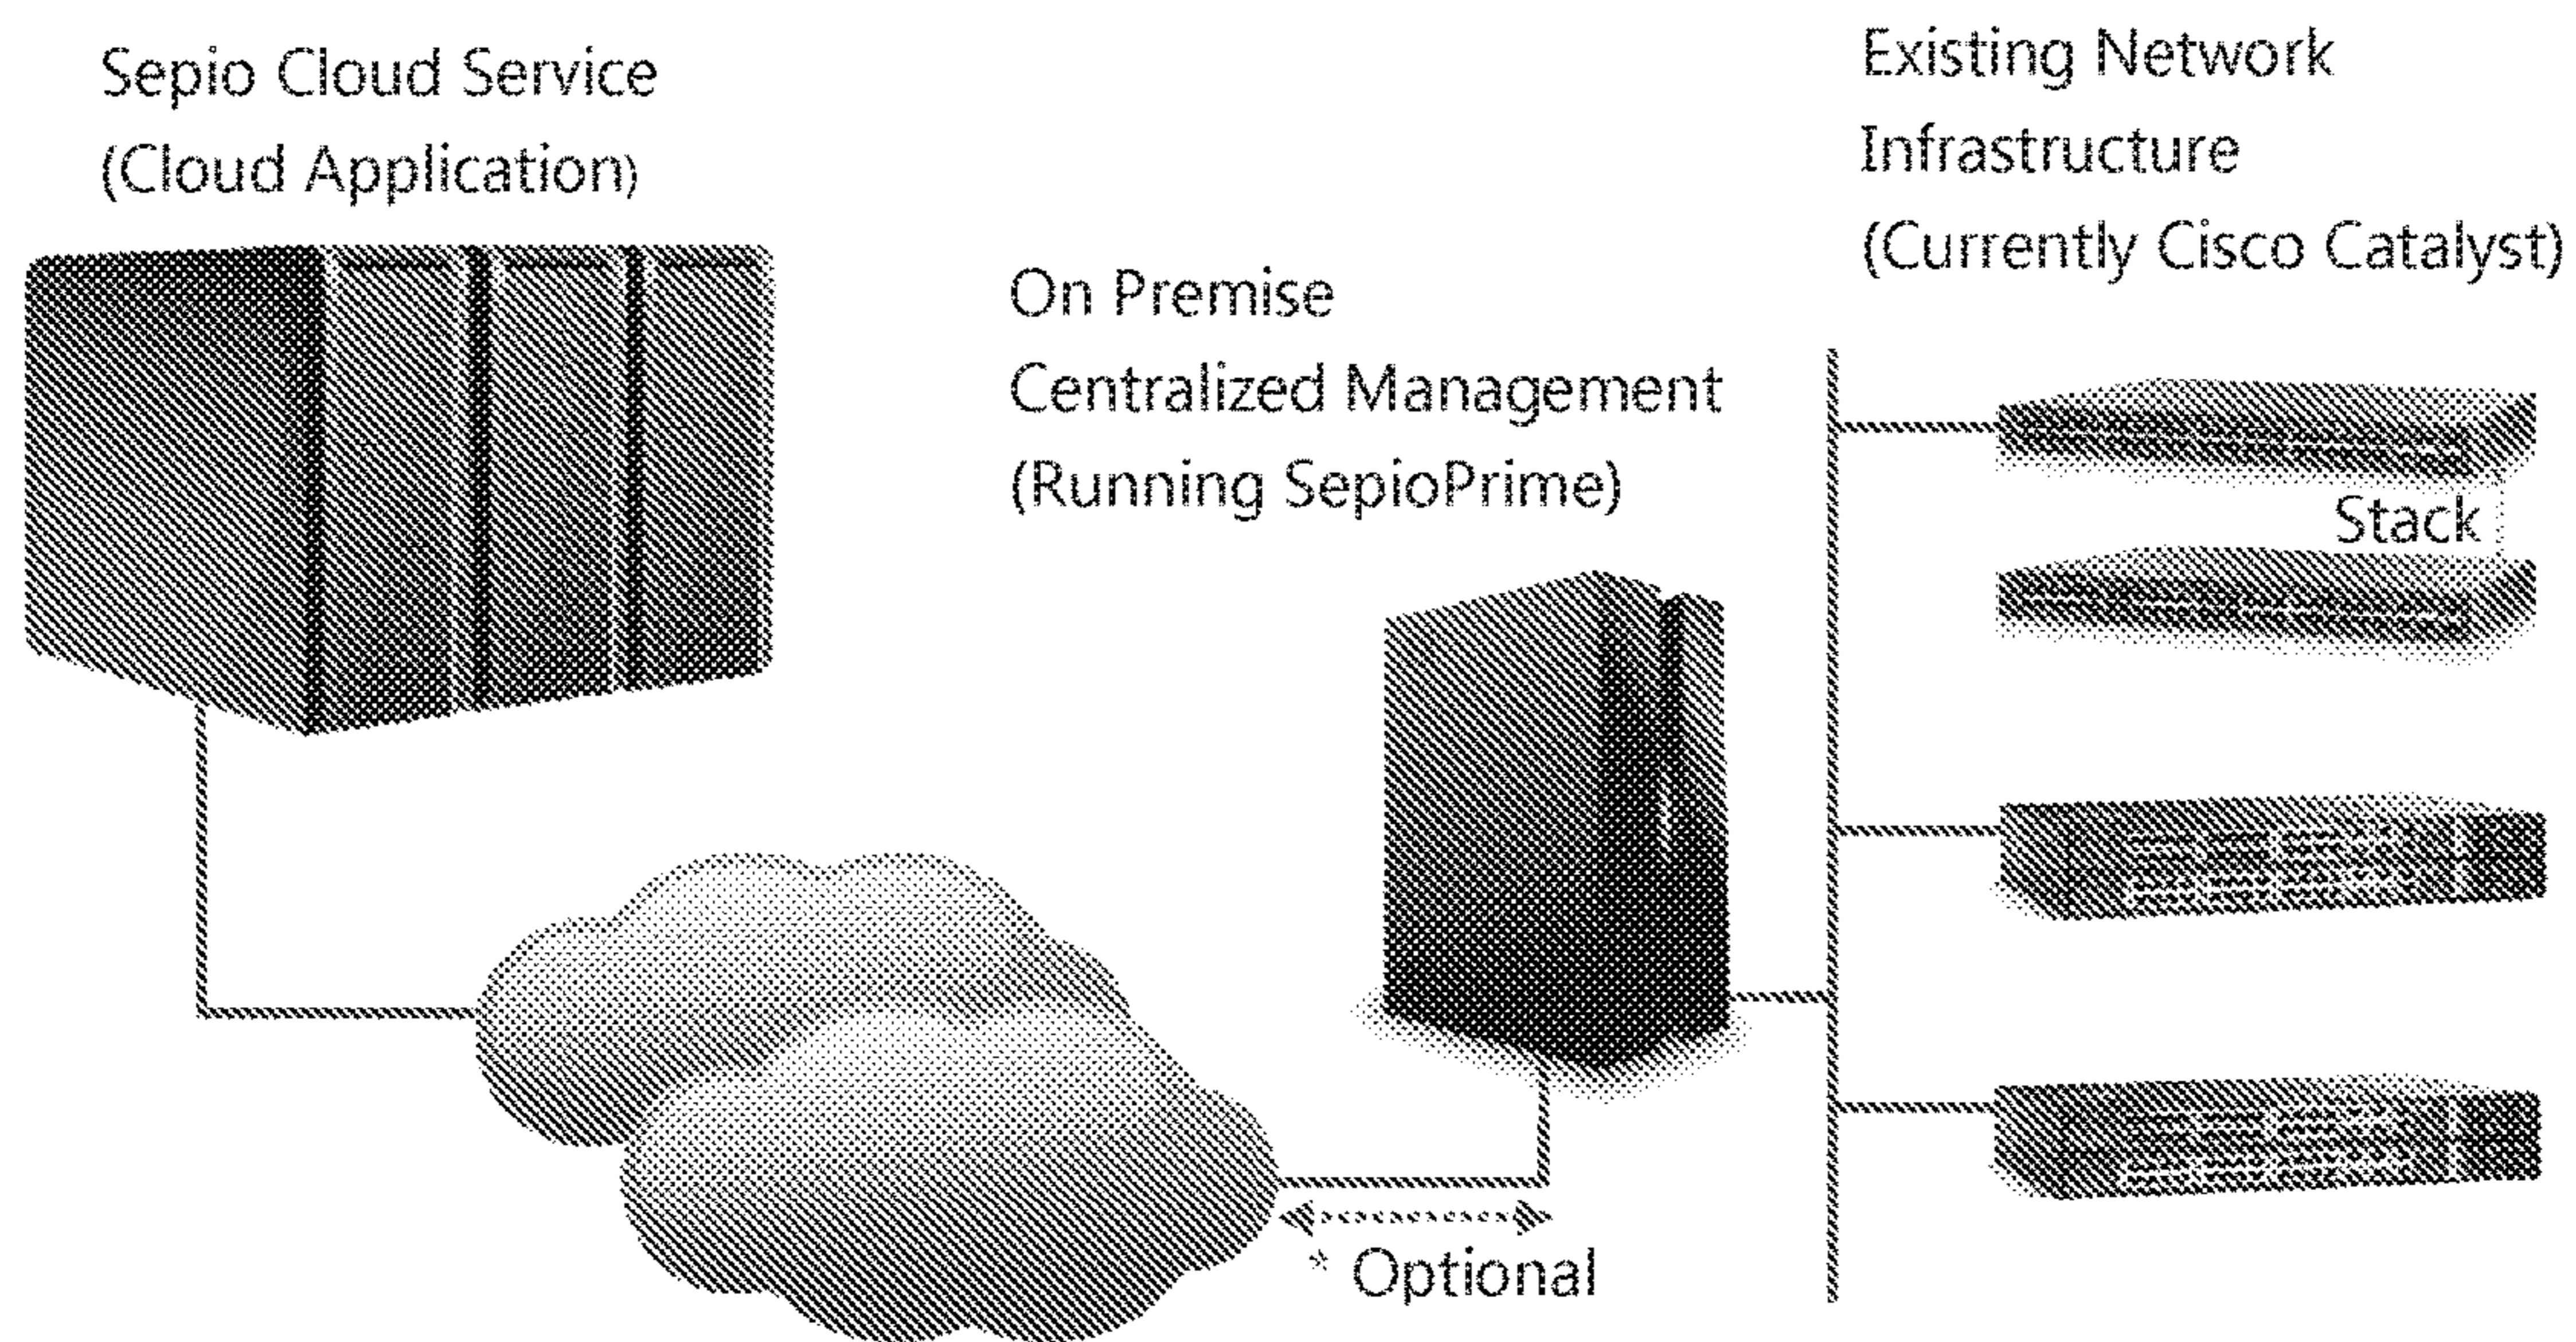 Sepio Cloud Service
(Cloud Application)
On Premise
Centralized Management
(Running SepioPrime)
Existing Network
Infrastructure
(Currently Cisco Catalyst)
Stack
* Optional